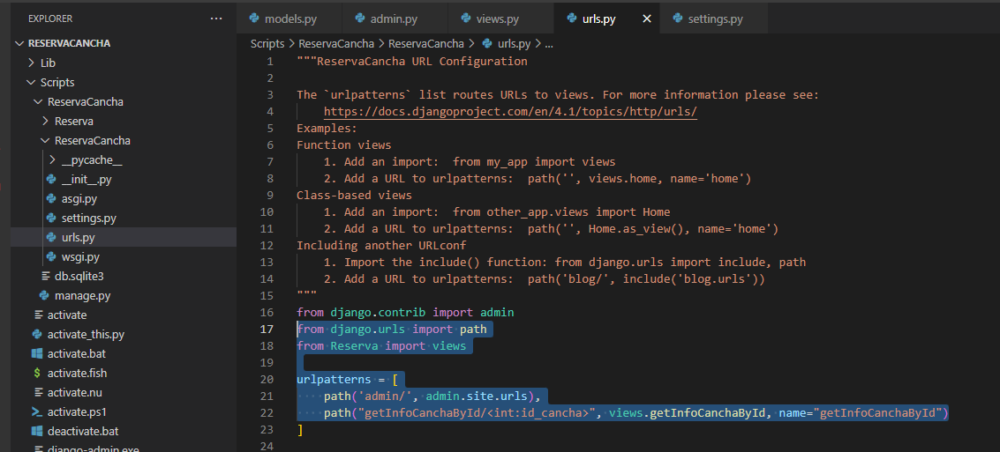 EXPLORER
···
models.py
admin.py
views.py
urls.py
settings.py
RESERVACANCHA
Lib
Scripts
ReservaCancha
Reserva
ReservaCancha
__pycache__
__init__.py
asgi.py
settings.py
urls.py
wsgi.py
db.sqlite3
manage.py
activate
activate_this.py
activate.bat
activate.fish
activate.nu
activate.ps1
deactivate.bat
django-admin.exe
Scripts > ReservaCancha > ReservaCancha > urls.py > ...
1 """ReservaCancha URL Configuration
2
3 The `urlpatterns` list routes URLs to views. For more information please see:
4     https://docs.djangoproject.com/en/4.1/topics/http/urls/
5 Examples:
6 Function views
7     1. Add an import:  from my_app import views
8     2. Add a URL to urlpatterns:  path('', views.home, name='home')
9 Class-based views
10     1. Add an import:  from other_app.views import Home
11     2. Add a URL to urlpatterns:  path('', Home.as_view(), name='home')
12 Including another URLconf
13     1. Import the include() function: from django.urls import include, path
14     2. Add a URL to urlpatterns:  path('blog/', include('blog.urls'))
15 """
16 from django.contrib import admin
17 from django.urls import path
18 from Reserva import views
19
20 urlpatterns = [
21     path('admin/', admin.site.urls),
22     path("getInfoCanchaById/<int:id_cancha>", views.getInfoCanchaById, name="getInfoCanchaById")
23 ]
24